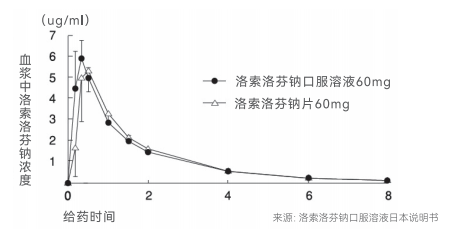 (ug/ml)
血浆中洛索洛芬钠浓度
7
6
5
4
3
2
1
0
2
4
6
8
洛索洛芬钠口服溶液60mg
洛索洛芬钠片60mg
给药时间
来源: 洛索洛芬钠口服溶液日本说明书